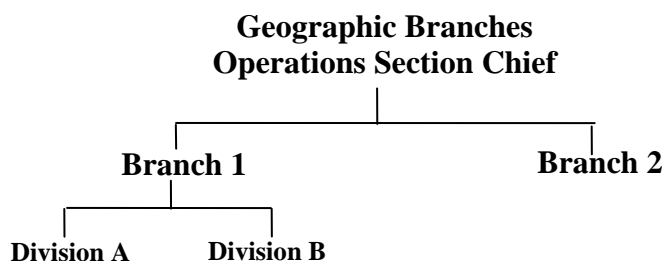 Geographic Branches
Operations Section Chief
Branch 1
Branch 2
Division A
Division B